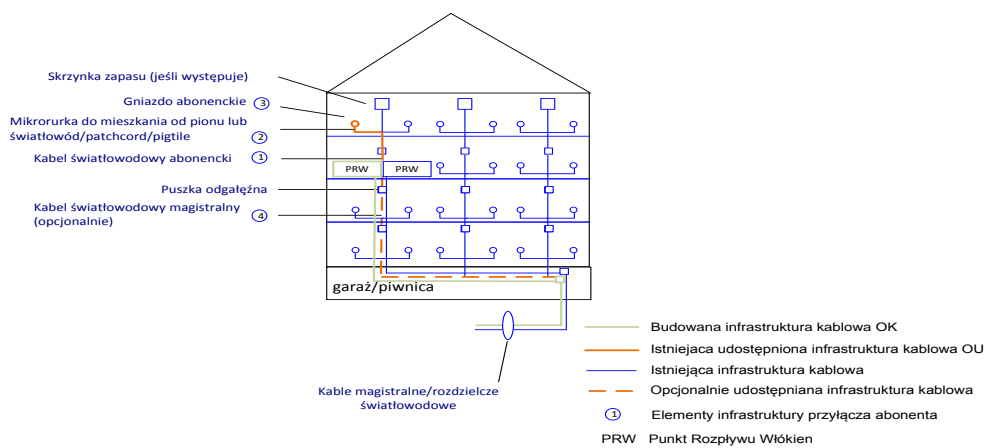 Skrzynka zapasu (jeśli występuje)
Gniazdo abonenckie 3
Mikrorurka do mieszkania od pionu lub
światłowód/patchcord/pigtile 2
Kabel światłowodowy abonencki 1
PRW PRW
Puszka odgałęźna
Kabel światłowodowy magistralny
(opcjonalnie) 4
garaż/piwnica
Kable magistralne/rozdzielcze
światłowodowe
Budowana infrastruktura kablowa OK
Istniejaca udostępniona infrastruktura kablowa OU
Istniejąca infrastruktura kablowa
Opcjonalnie udostępniana infrastruktura kablowa
1 Elementy infrastruktury przyłącza abonenta
PRW Punkt Rozpływu Włókien